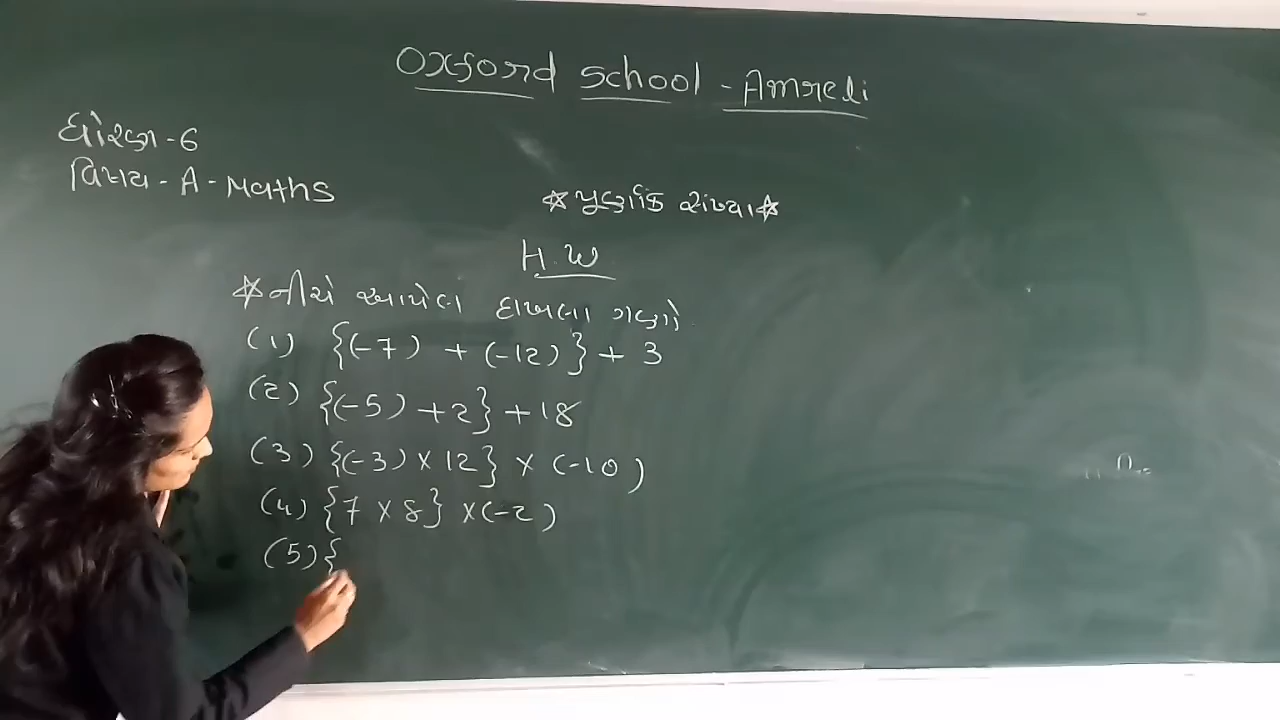 Oxford School - Amreli
ધોરણ - 6
વિષય - A - Maths
☆ પૂર્ણાંક સંખ્યા ☆
H.W
☆ નીચે આપેલા દાખલા ગણો
(1) {(-7) + (-12)} + 3
(2) {(-5) + 2} + 18
(3) {(-3) × 12} × (-10)
(4) {7 × 8} × (-2)
(5) {